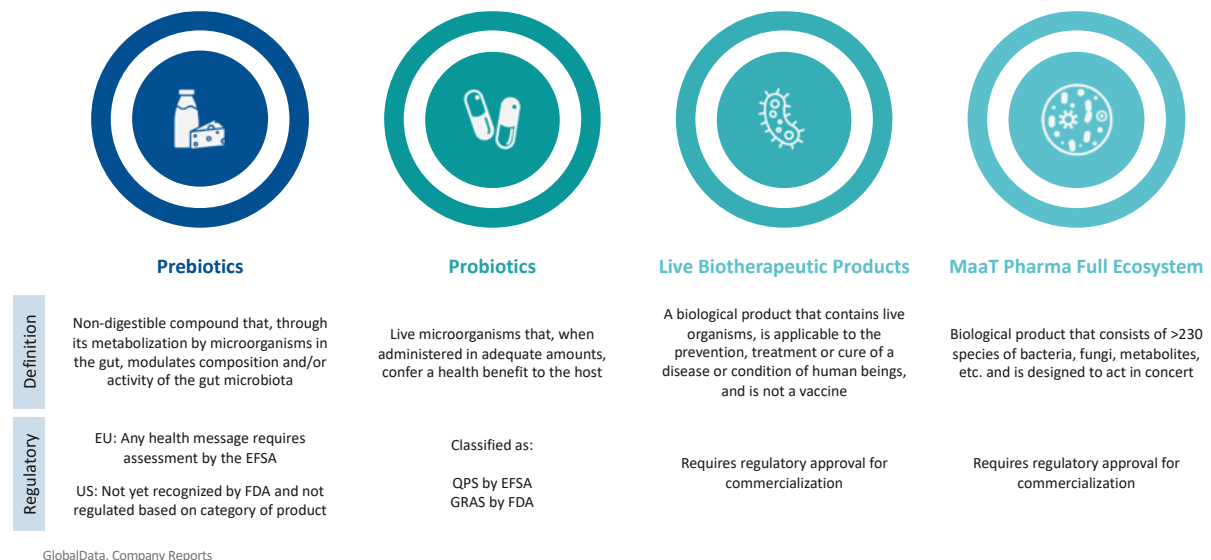 Prebiotics
Probiotics
Live Biotherapeutic Products
MaaT Pharma Full Ecosystem
Definition
Non-digestible compound that, through
its metabolization by microorganisms in
the gut, modulates composition and/or
activity of the gut microbiota
Live microorganisms that, when
administered in adequate amounts,
confer a health benefit to the host
A biological product that contains live
organisms, is applicable to the
prevention, treatment or cure of a
disease or condition of human beings,
and is not a vaccine
Biological product that consists of >230
species of bacteria, fungi, metabolites,
etc. and is designed to act in concert
Regulatory
EU: Any health message requires
assessment by the EFSA
US: Not yet recognized by FDA and not
regulated based on category of product
Classified as:
QPS by EFSA
GRAS by FDA
Requires regulatory approval for
commercialization
Requires regulatory approval for
commercialization
GlobalData, Company Reports